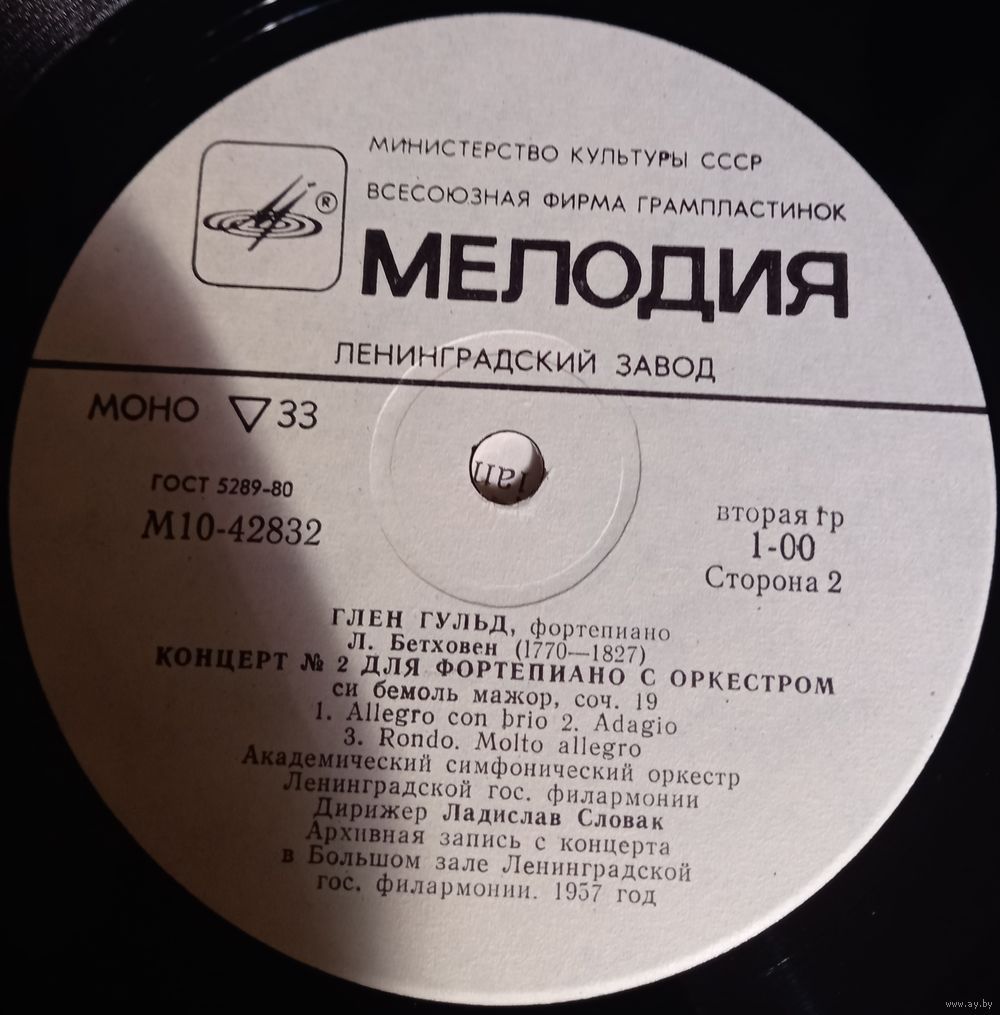 МИНИСТЕРСТВО КУЛЬТУРЫ СССР
ВСЕСОЮЗНАЯ ФИРМА ГРАМПЛАСТИНОК
®
МЕЛОДИЯ
ЛЕНИНГРАДСКИЙ ЗАВОД
МОНО ▽ 33
ГОСТ 5289-80
М10-42832
вторая гр
1-00
Сторона 2
ГЛЕН ГУЛЬД, фортепиано
Л. Бетховен (1770—1827)
КОНЦЕРТ № 2 ДЛЯ ФОРТЕПИАНО С ОРКЕСТРОМ
си бемоль мажор, соч. 19
1. Allegro con brio 2. Adagio
3. Rondo. Molto allegro
Академический симфонический оркестр
Ленинградской гос. филармонии
Дирижер Ладислав Словак
Архивная запись с концерта
в Большом зале Ленинградской
гос. филармонии. 1957 год
www.ay.by